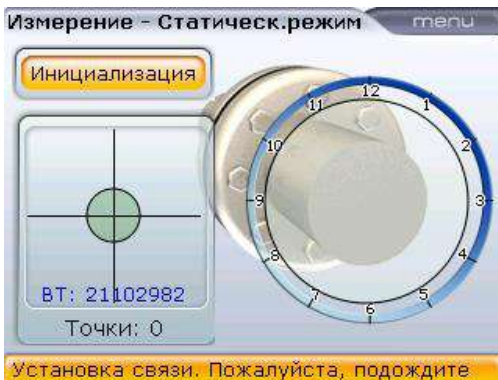 Измерение - Статическ.режим menu
Инициализация
12
11 1
10 2
9 3
8 4
7 5
6
BT: 21102982
Точки: 0
Установка связи. Пожалуйста, подождите